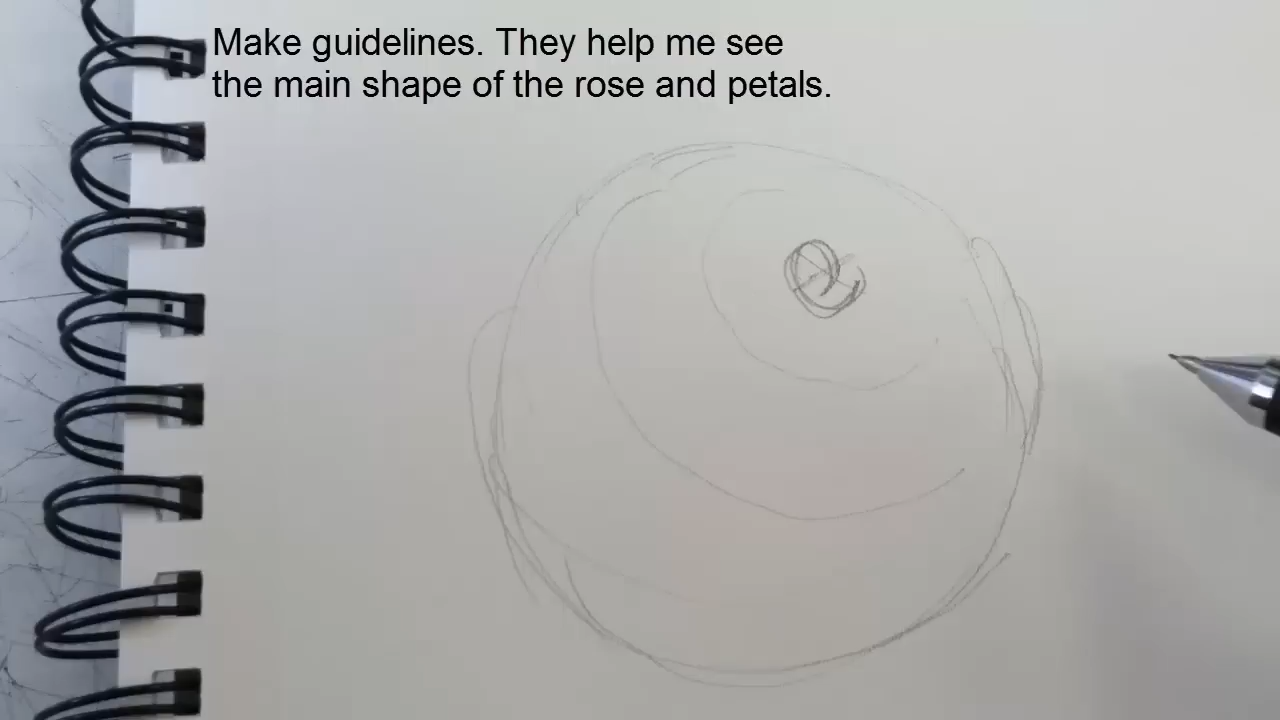 Make guidelines. They help me see
the main shape of the rose and petals.